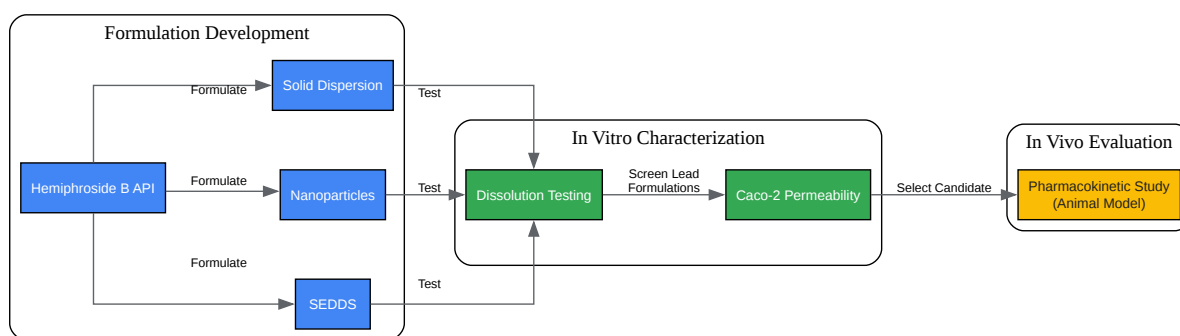 Formulation Development
Formulate
Solid Dispersion
Test
Hemiphroside B API
Formulate
Nanoparticles
Test
Formulate
SEDDS
Test
In Vitro Characterization
Dissolution Testing
Screen Lead
Formulations
Caco-2 Permeability
Select Candidate
In Vivo Evaluation
Pharmacokinetic Study
(Animal Model)